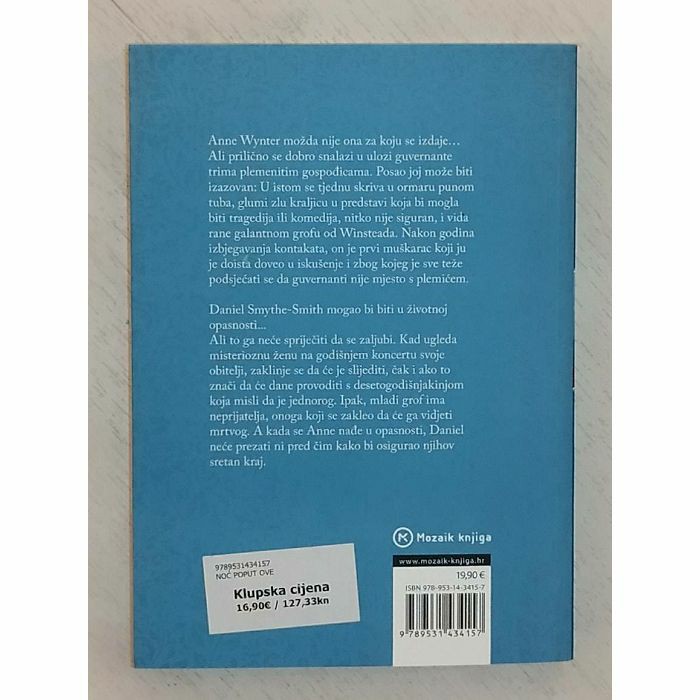 Anne Wynter možda nije ona za koju se izdaje...
Ali prilično se dobro snalazi u ulozi guvernante
trima plemenitim gospođicama. Posao joj može biti
izazovan: U istom se tjednu skriva u ormaru punom
tuba, glumi zlu kraljicu u predstavi koja bi mogla
biti tragedija ili komedija, nitko nije siguran, i vida
rane galantnom grofu od Winsteada. Nakon godina
izbjegavanja kontakata, on je prvi muškarac koji ju
je doista doveo u iskušenje i zbog kojeg je sve teže
podsjećati se da guvernanti nije mjesto s plemićem.
Daniel Smythe-Smith mogao bi biti u životnoj
opasnosti...
Ali to ga neće spriječiti da se zaljubi. Kad ugleda
misterioznu ženu na godišnjem koncertu svoje
obitelji, zaklinje se da će je slijediti, čak i ako to
znači da će dane provoditi s desetogodišnjakinjom
koja misli da je jednorog. Ipak, mladi grof ima
neprijatelja, onoga koji se zakleo da će ga vidjeti
mrtvog. A kada se Anne nađe u opasnosti, Daniel
neće prezati ni pred čim kako bi osigurao njihov
sretan kraj.
Mozaik knjiga
www.mozaik-knjiga.hr
19,90 €
ISBN 978-953-14-3415-7
9 789531 434157
9789531434157
NOĆ POPUT OVE
Klupska cijena
16,90€ / 127,33kn